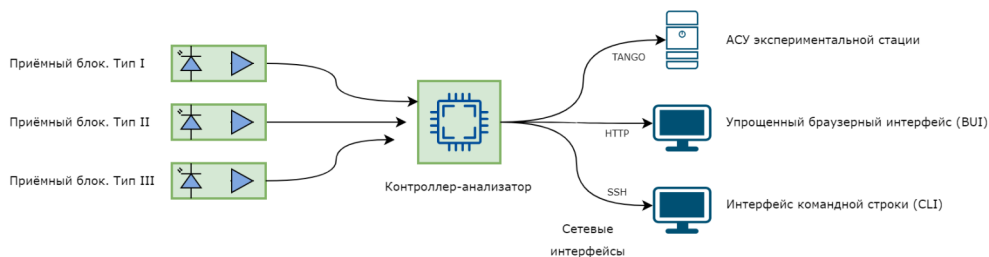 Приёмный блок. Тип I
Приёмный блок. Тип II
Приёмный блок. Тип III
Контроллер-анализатор
TANGO
HTTP
SSH
Сетевые
интерфейсы
АСУ экспериментальной стации
Упрощенный браузерный интерфейс (BUI)
Интерфейс командной строки (CLI)